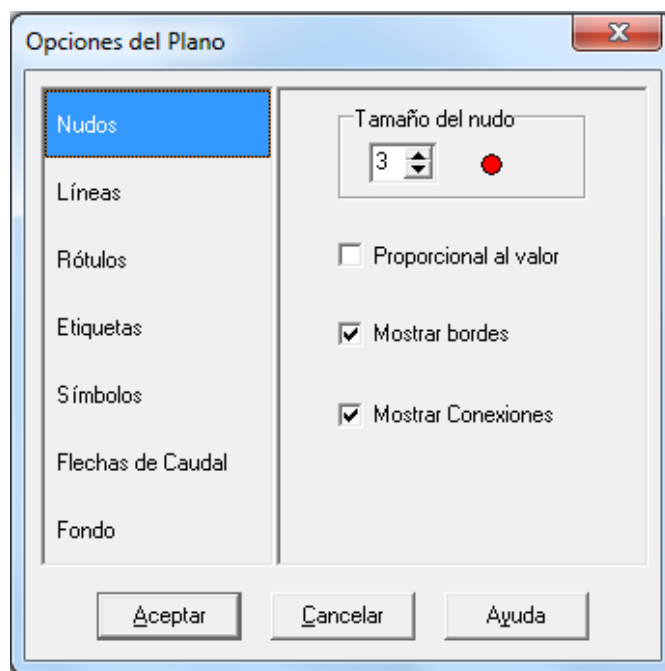 Opciones del Plano
Nudos
Líneas
Rótulos
Etiquetas
Símbolos
Flechas de Caudal
Fondo
Tamaño del nudo
3
Proporcional al valor
Mostrar bordes
Mostrar Conexiones
Aceptar
Cancelar
Ayuda